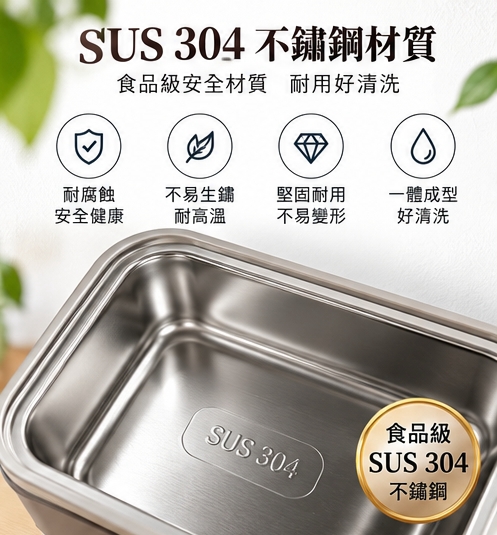 SUS 304 不鏽鋼材質
食品級安全材質 耐用好清洗
耐腐蝕
安全健康
不易生鏽
耐高溫
堅固耐用
不易變形
一體成型
好清洗
SUS 304
食品級
SUS 304
不鏽鋼